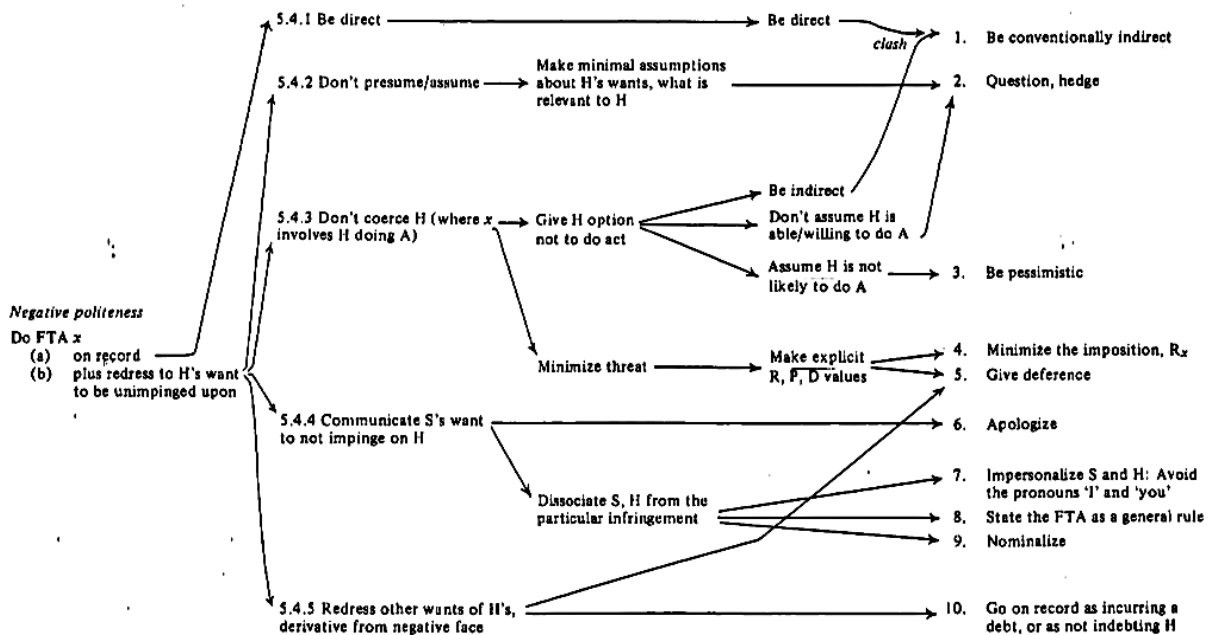 5.4.1 Be direct
Be direct
clash
1. Be conventionally indirect
5.4.2 Don't presume/assume
Make minimal assumptions
about H's wants, what is
relevant to H
2. Question, hedge
5.4.3 Don't coerce H (where x
involves H doing A)
Give H option
not to do act
Be indirect
Don't assume H is
able/willing to do A
Assume H is not
likely to do A
3. Be pessimistic
Negative politeness
Do FTA x
(a) on record
(b) plus redress to H's want
to be unimpinged upon
Minimize threat
Make explicit
R, P, D values
4. Minimize the imposition, Rx
5. Give deference
5.4.4 Communicate S's want
to not impinge on H
6. Apologize
Dissociate S, H from the
particular infringement
7. Impersonalize S and H: Avoid
the pronouns 'I' and 'you'
8. State the FTA as a general rule
9. Nominalize
5.4.5 Redress other wants of H's,
derivative from negative face
10. Go on record as incurring a
debt, or as not indebting H